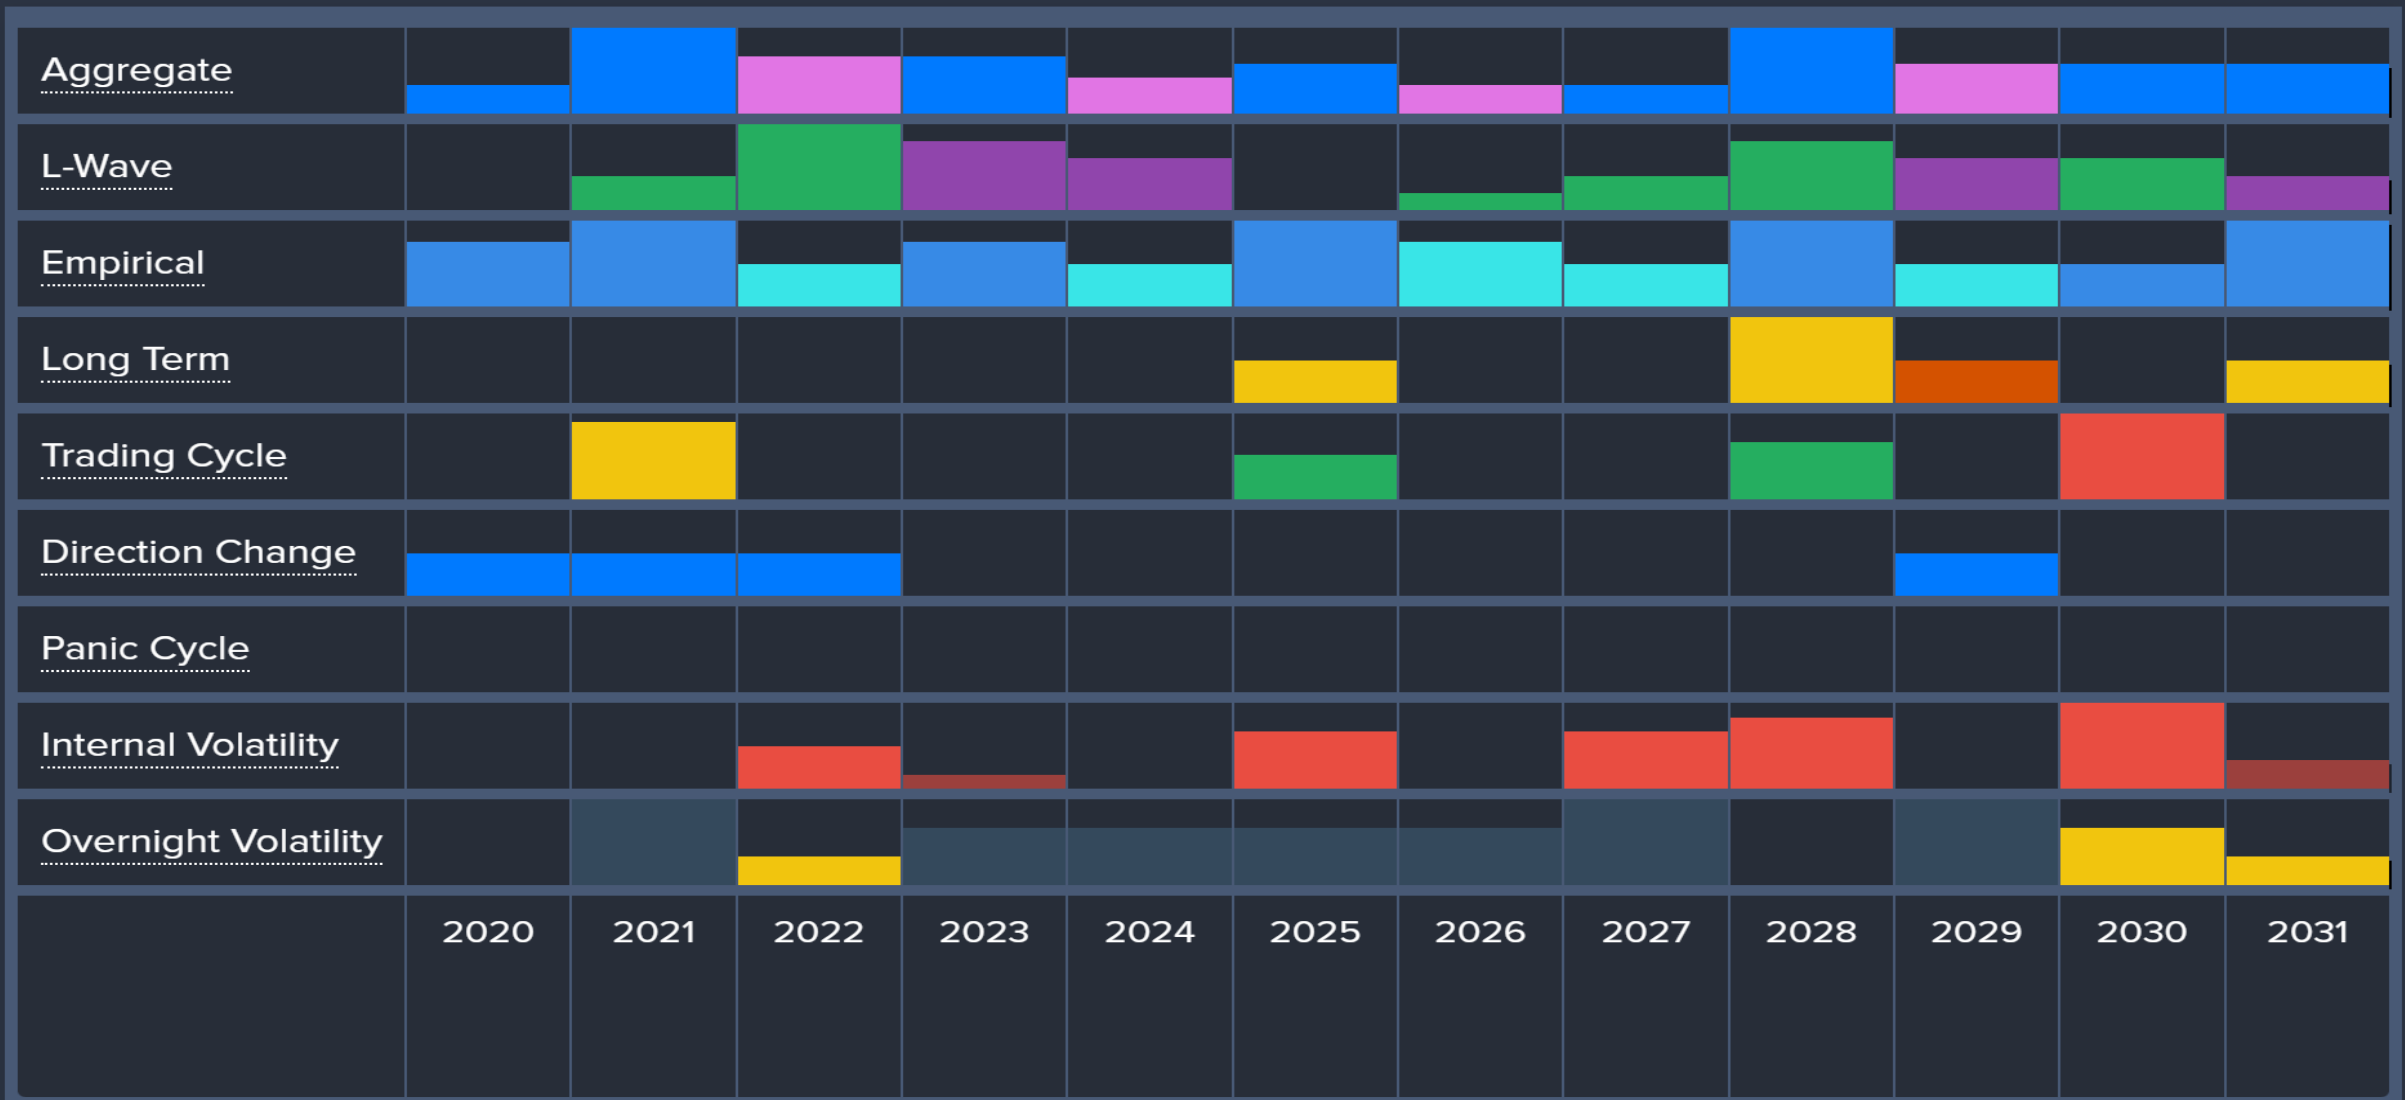 Aggregate
L-Wave
Empirical
Long Term
Trading Cycle
Direction Change
Panic Cycle
Internal Volatility
Overnight Volatility
2020 2021 2022 2023 2024 2025 2026 2027 2028 2029 2030 2031